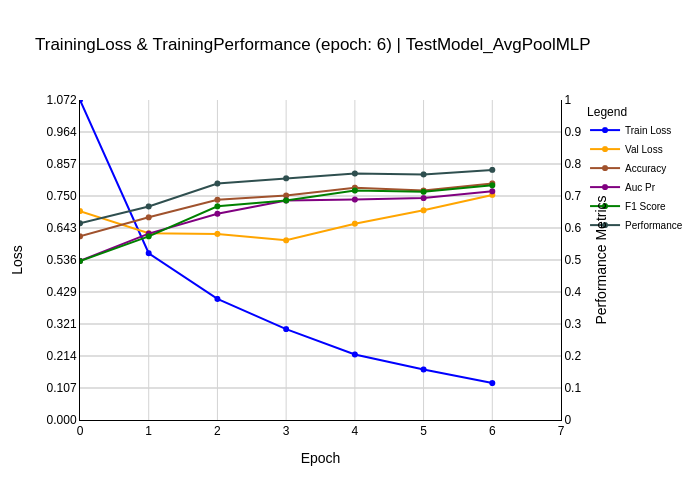 TrainingLoss & TrainingPerformance (epoch: 6) | TestModel_AvgPoolMLP
Legend
Train Loss
Val Loss
Accuracy
Auc Pr
F1 Score
Performance
1.072
0.964
0.857
0.750
0.643
0.536
0.429
0.321
0.214
0.107
0.000
Loss
1
0.9
0.8
0.7
0.6
0.5
0.4
0.3
0.2
0.1
0
Performance Metrics
0 1 2 3 4 5 6 7
Epoch